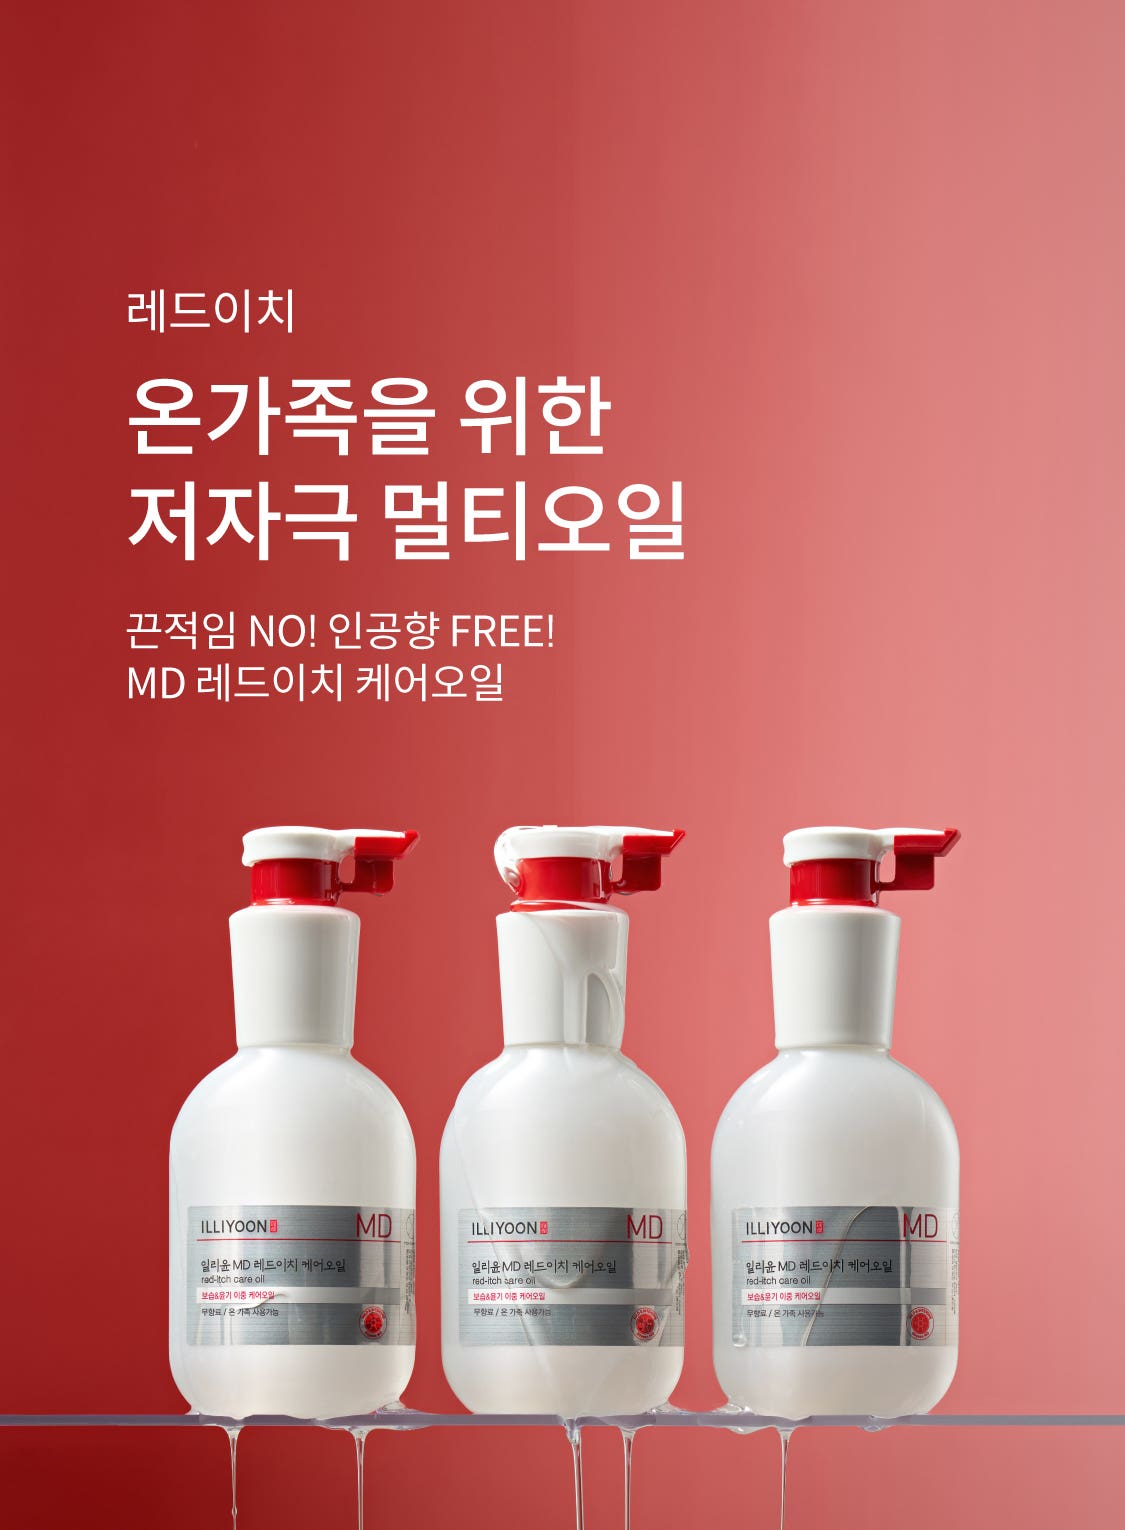 레드이치
온가족을 위한
저자극 멀티오일
끈적임 NO! 인공향 FREE!
MD 레드이치 케어오일
ILLIYOON MD
일리윤 MD 레드이치 케어오일
red-itch care oil
보습&윤기 이중 케어오일
무향료 / 온 가족 사용가능
ILLIYOON MD
일리윤 MD 레드이치 케어오일
red-itch care oil
보습&윤기 이중 케어오일
무향료 / 온 가족 사용가능
ILLIYOON MD
일리윤 MD 레드이치 케어오일
red-itch care oil
보습&윤기 이중 케어오일
무향료 / 온 가족 사용가능